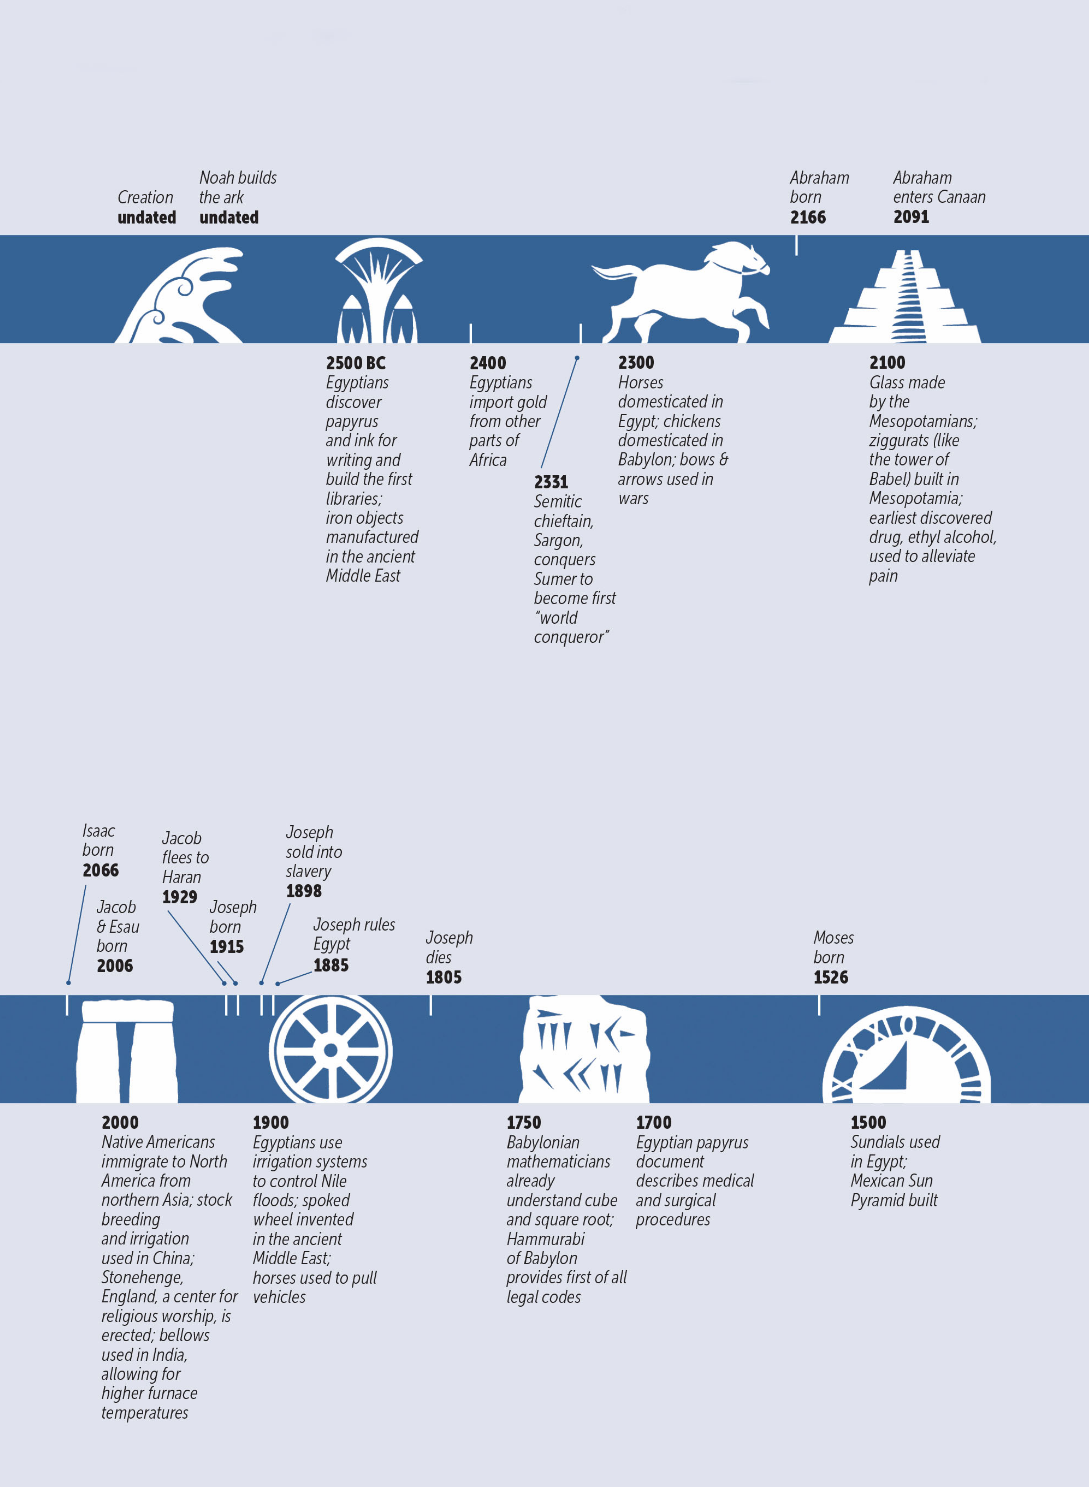 Creation
undated
Noah builds
the ark
undated
Abraham
born
2166
Abraham
enters Canaan
2091
2500 BC
Egyptians
discover
papyrus
and ink for
writing and
build the first
libraries;
iron objects
manufactured
in the ancient
Middle East
2400
Egyptians
import gold
from other
parts of
Africa
2331
Semitic
chieftain,
Sargon,
conquers
Sumer to
become first
“world
conqueror”
2300
Horses
domesticated in
Egypt; chickens
domesticated in
Babylon; bows &
arrows used in
wars
2100
Glass made
by the
Mesopotamians;
ziggurats (like
the tower of
Babel) built in
Mesopotamia;
earliest discovered
drug, ethyl alcohol,
used to alleviate
pain
Isaac
born
2066
Jacob
& Esau
born
2006
Jacob
flees to
Haran
1929
Joseph
born
1915
Joseph
sold into
slavery
1898
Joseph rules
Egypt
1885
Joseph
dies
1805
Moses
born
1526
2000
Native Americans
immigrate to North
America from
northern Asia; stock
breeding
and irrigation
used in China;
Stonehenge,
England, a center for
religious worship, is
erected; bellows
used in India,
allowing for
higher furnace
temperatures
1900
Egyptians use
irrigation systems
to control Nile
floods; spoked
wheel invented
in the ancient
Middle East;
horses used to pull
vehicles
1750
Babylonian
mathematicians
already
understand cube
and square root;
Hammurabi
of Babylon
provides first of all
legal codes
1700
Egyptian papyrus
document
describes medical
and surgical
procedures
1500
Sundials used
in Egypt;
Mexican Sun
Pyramid built